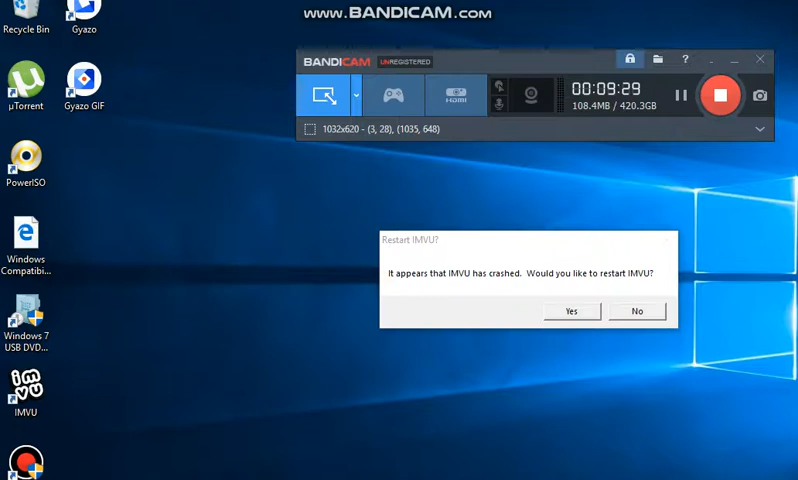 www.BANDICAM.com
Recycle Bin
Gyazo
BANDICAM UNREGISTERED
?
µTorrent
Gyazo GIF
HDMI
00:09:29
108.4MB / 420.3GB
1032x620 - (3, 28), (1035, 648)
PowerISO
Restart IMVU?
It appears that IMVU has crashed. Would you like to restart IMVU?
Yes
No
Windows
Compatibi...
Windows 7
USB DVD...
imvu
IMVU